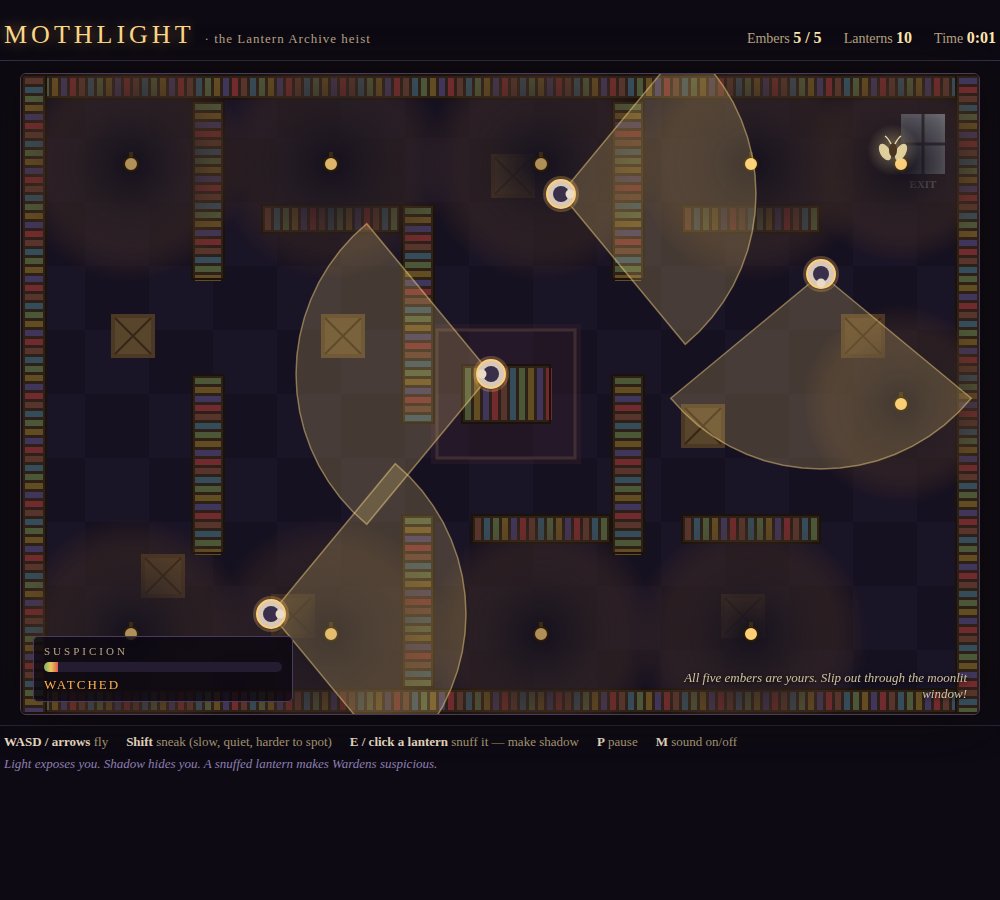 MOTHLIGHT · the Lantern Archive heist Embers 5 / 5 Lanterns 10 Time 0:01
EXIT
SUSPICION
WATCHED
All five embers are yours. Slip out through the moonlit
window!
WASD / arrows fly Shift sneak (slow, quiet, harder to spot) E / click a lantern snuff it — make shadow P pause M sound on/off
Light exposes you. Shadow hides you. A snuffed lantern makes Wardens suspicious.